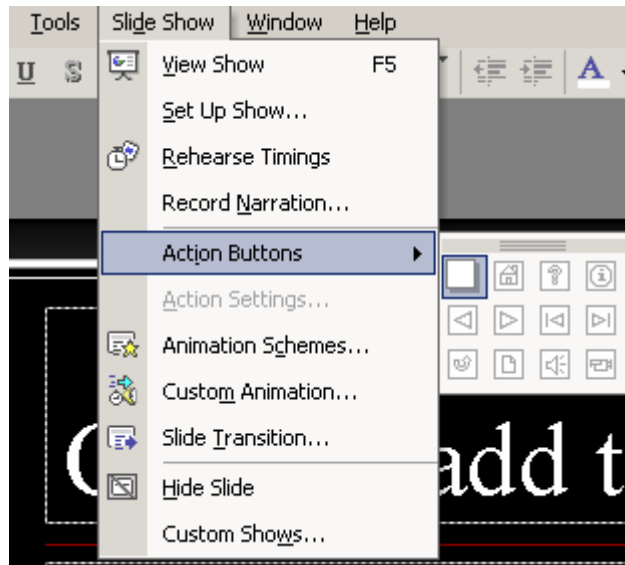 Tools Slide Show Window Help
U S A
View Show F5
Set Up Show...
Rehearse Timings
Record Narration...
Action Buttons
Action Settings...
Animation Schemes...
Custom Animation...
Slide Transition...
Hide Slide
Custom Shows...
C add t